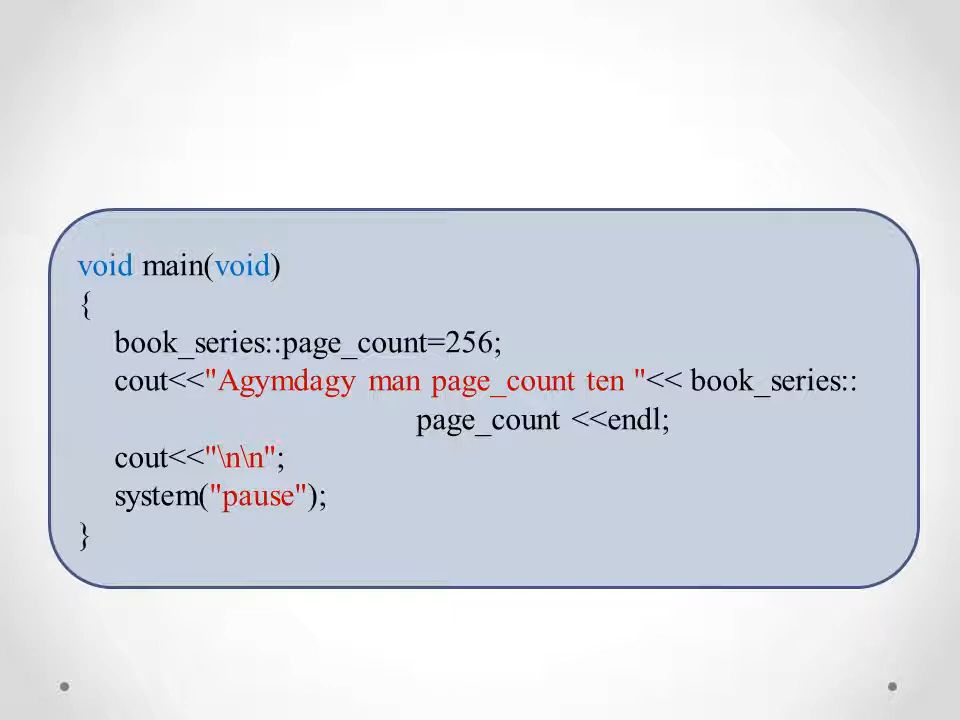 void main(void)
{
book_series::page_count=256;
cout<<"Agymdagy man page_count ten "<< book_series::
page_count <<endl;
cout<<"\n\n";
system("pause");
}